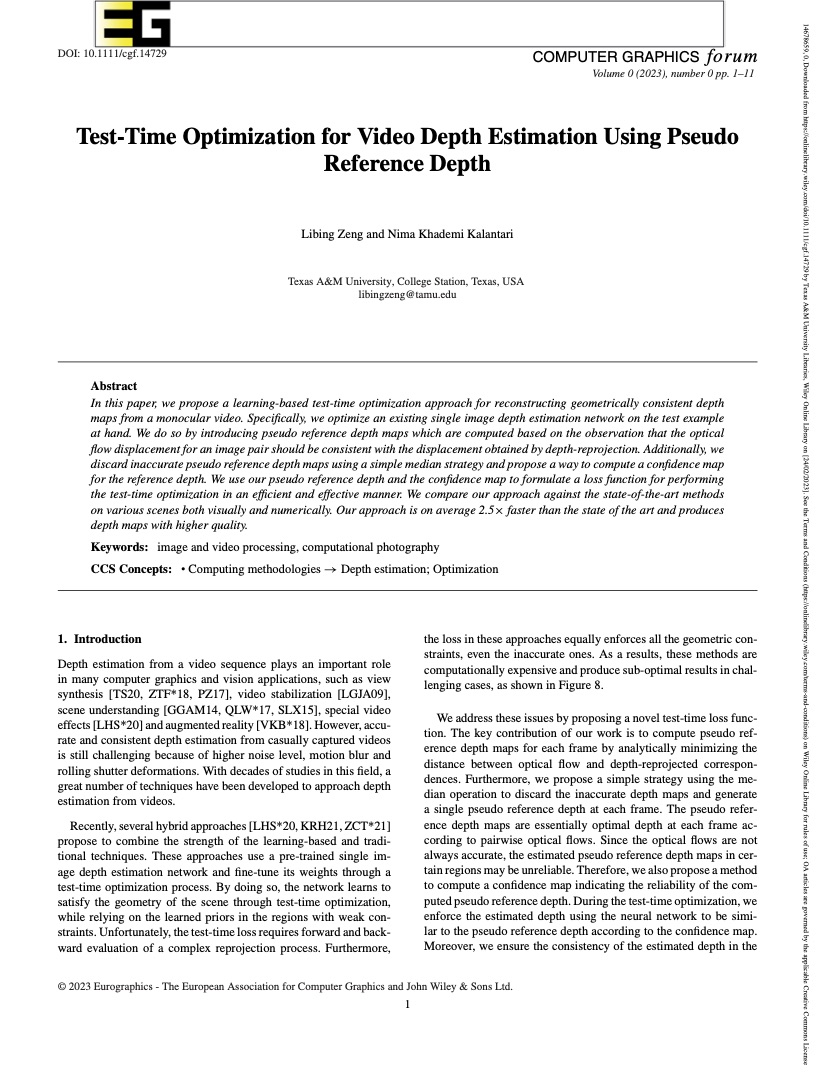 EG
DOI: 10.1111/cgf.14729
COMPUTER GRAPHICS forum
Volume 0 (2023), number 0 pp. 1–11
Test-Time Optimization for Video Depth Estimation Using Pseudo
Reference Depth
Libing Zeng and Nima Khademi Kalantari
Texas A&M University, College Station, Texas, USA
libingzeng@tamu.edu
Abstract
In this paper, we propose a learning-based test-time optimization approach for reconstructing geometrically consistent depth
maps from a monocular video. Specifically, we optimize an existing single image depth estimation network on the test example
at hand. We do so by introducing pseudo reference depth maps which are computed based on the observation that the optical
flow displacement for an image pair should be consistent with the displacement obtained by depth-reprojection. Additionally, we
discard inaccurate pseudo reference depth maps using a simple median strategy and propose a way to compute a confidence map
for the reference depth. We use our pseudo reference depth and the confidence map to formulate a loss function for performing
the test-time optimization in an efficient and effective manner. We compare our approach against the state-of-the-art methods
on various scenes both visually and numerically. Our approach is on average 2.5× faster than the state of the art and produces
depth maps with higher quality.
Keywords: image and video processing, computational photography
CCS Concepts: • Computing methodologies → Depth estimation; Optimization
1. Introduction
Depth estimation from a video sequence plays an important role
in many computer graphics and vision applications, such as view
synthesis [TS20, ZTF*18, PZ17], video stabilization [LGJA09],
scene understanding [GGAM14, QLW*17, SLX15], special video
effects [LHS*20] and augmented reality [VKB*18]. However, accu-
rate and consistent depth estimation from casually captured videos
is still challenging because of higher noise level, motion blur and
rolling shutter deformations. With decades of studies in this field, a
great number of techniques have been developed to approach depth
estimation from videos.
Recently, several hybrid approaches [LHS*20, KRH21, ZCT*21]
propose to combine the strength of the learning-based and tradi-
tional techniques. These approaches use a pre-trained single im-
age depth estimation network and fine-tune its weights through a
test-time optimization process. By doing so, the network learns to
satisfy the geometry of the scene through test-time optimization,
while relying on the learned priors in the regions with weak con-
straints. Unfortunately, the test-time loss requires forward and back-
ward evaluation of a complex reprojection process. Furthermore,
the loss in these approaches equally enforces all the geometric con-
straints, even the inaccurate ones. As a results, these methods are
computationally expensive and produce sub-optimal results in chal-
lenging cases, as shown in Figure 8.
We address these issues by proposing a novel test-time loss func-
tion. The key contribution of our work is to compute pseudo ref-
erence depth maps for each frame by analytically minimizing the
distance between optical flow and depth-reprojected correspon-
dences. Furthermore, we propose a simple strategy using the me-
dian operation to discard the inaccurate depth maps and generate
a single pseudo reference depth at each frame. The pseudo refer-
ence depth maps are essentially optimal depth at each frame ac-
cording to pairwise optical flows. Since the optical flows are not
always accurate, the estimated pseudo reference depth maps in cer-
tain regions may be unreliable. Therefore, we also propose a method
to compute a confidence map indicating the reliability of the com-
puted pseudo reference depth. During the test-time optimization, we
enforce the estimated depth using the neural network to be simi-
lar to the pseudo reference depth according to the confidence map.
Moreover, we ensure the consistency of the estimated depth in the
© 2023 Eurographics - The European Association for Computer Graphics and John Wiley & Sons Ltd.
1
14678659, 0, Downloaded from https://onlinelibrary.wiley.com/doi/10.1111/cgf.14729 by Texas A&M University Libraries, Wiley Online Library on [24/02/2023]. See the Terms and Conditions (https://onlinelibrary.wiley.com/terms-and-conditions) on Wiley Online Library for rules of use; OA articles are governed by the applicable Creative Commons License